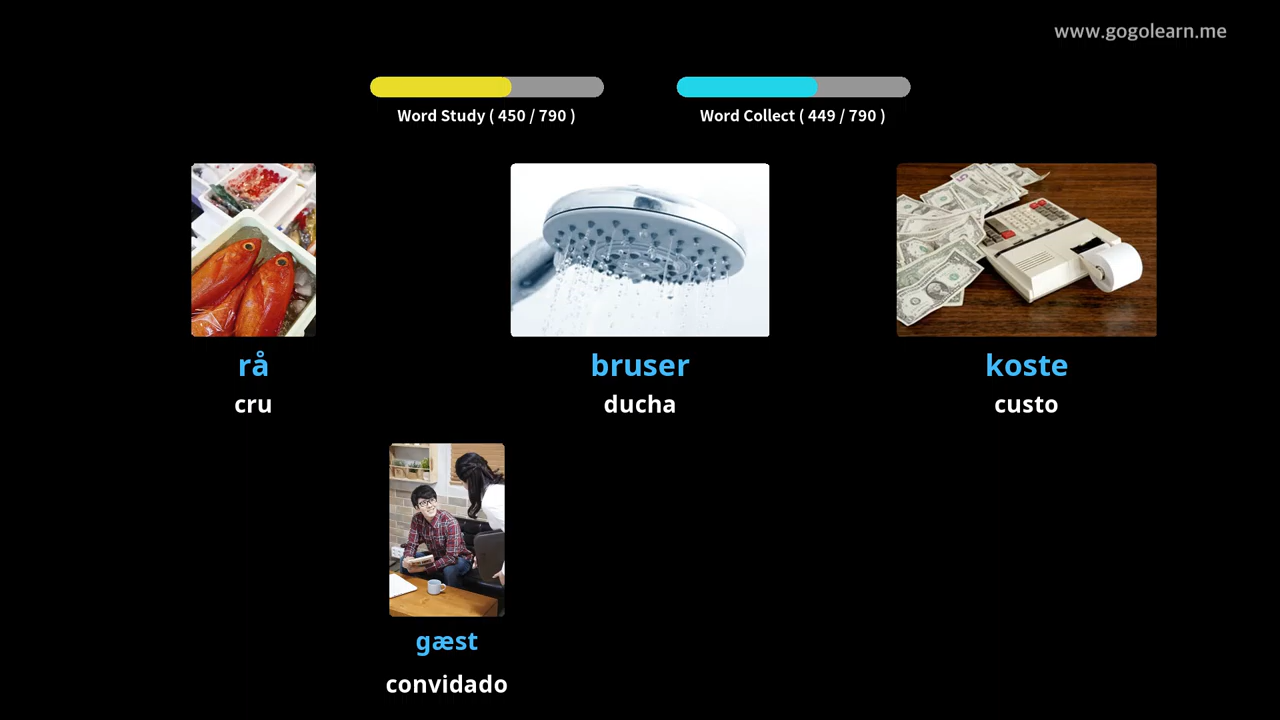 www.gogolearn.me
Word Study ( 450 / 790 )
Word Collect ( 449 / 790 )
rå
cru
bruser
ducha
koste
custo
gæst
convidado